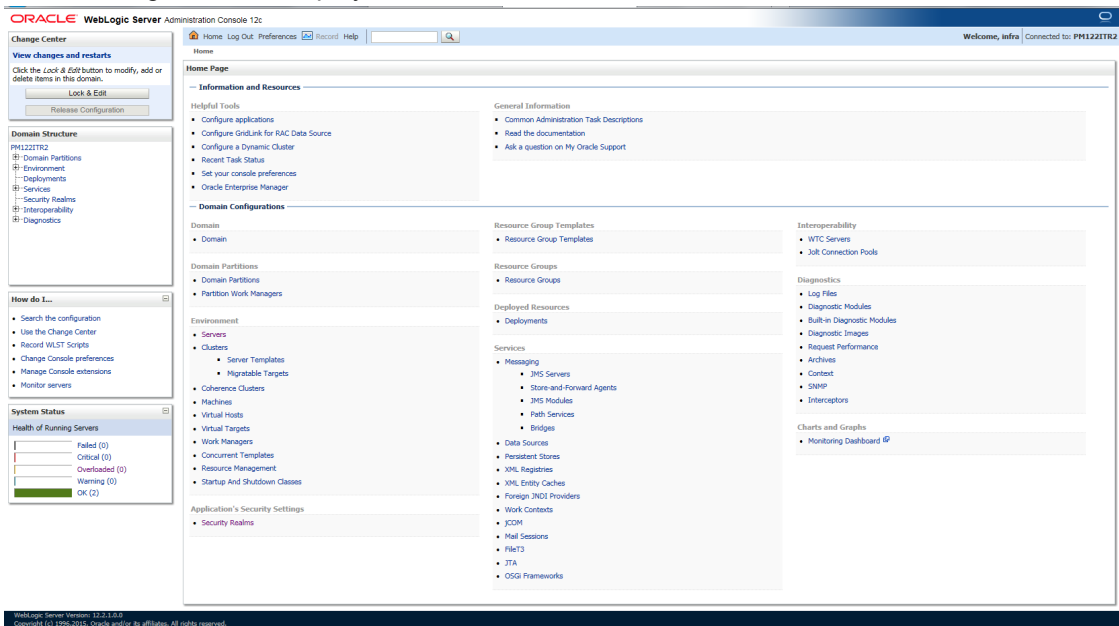 ORACLE WebLogic Server Administration Console 12c
Change Center
View changes and restarts
Click the Lock & Edit button to modify, add or
delete items in this domain.
Lock & Edit
Release Configuration
Domain Structure
PM122ITR2
Domain Partitions
Environment
Deployments
Services
Security Realms
Interoperability
Diagnostics
How do I...
Search the configuration
Use the Change Center
Record WLST Scripts
Change Console preferences
Manage Console extensions
Monitor servers
System Status
Health of Running Servers
Failed (0)
Critical (0)
Overloaded (0)
Warning (0)
OK (2)
Home Log Out Preferences Record Help
Welcome, infra Connected to: PM122ITR2
Home
Home Page
Information and Resources
Helpful Tools
Configure applications
Configure GridLink for RAC Data Source
Configure a Dynamic Cluster
Recent Task Status
Set your console preferences
Oracle Enterprise Manager
General Information
Common Administration Task Descriptions
Read the documentation
Ask a question on My Oracle Support
Domain Configurations
Domain
Domain
Domain Partitions
Domain Partitions
Partition Work Managers
Environment
Servers
Clusters
Server Templates
Migratable Targets
Coherence Clusters
Machines
Virtual Hosts
Virtual Targets
Work Managers
Concurrent Templates
Resource Management
Startup And Shutdown Classes
Application's Security Settings
Security Realms
Resource Group Templates
Resource Group Templates
Resource Groups
Resource Groups
Deployed Resources
Deployments
Services
Messaging
JMS Servers
Store-and-Forward Agents
JMS Modules
Path Services
Bridges
Data Sources
Persistent Stores
XML Registries
XML Entity Caches
Foreign JNDI Providers
Work Contexts
jCOM
Mail Sessions
FileT3
JTA
OSGi Frameworks
Interoperability
WTC Servers
Jolt Connection Pools
Diagnostics
Log Files
Diagnostic Modules
Built-in Diagnostic Modules
Diagnostic Images
Request Performance
Archives
Context
SNMP
Interceptors
Charts and Graphs
Monitoring Dashboard
WebLogic Server Version: 12.2.1.0.0
Copyright (c) 1996,2015, Oracle and/or its affiliates. All rights reserved.